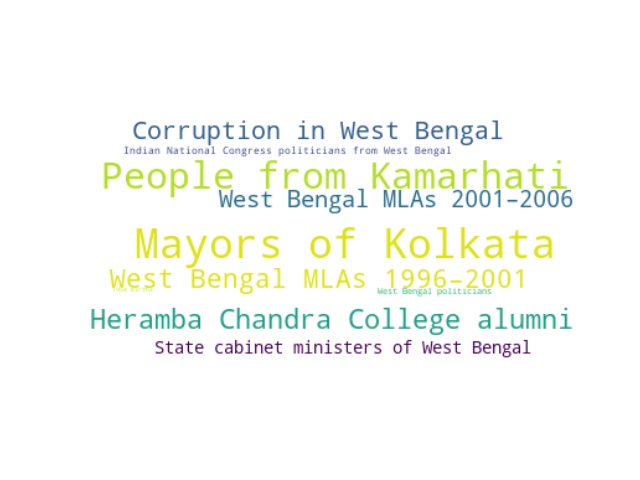 Corruption in West Bengal
Indian National Congress politicians from West Bengal
People from Kamarhati
West Bengal MLAs 2001–2006
Mayors of Kolkata
West Bengal MLAs 1996–2001
West Bengal politicians
Heramba Chandra College alumni
State cabinet ministers of West Bengal